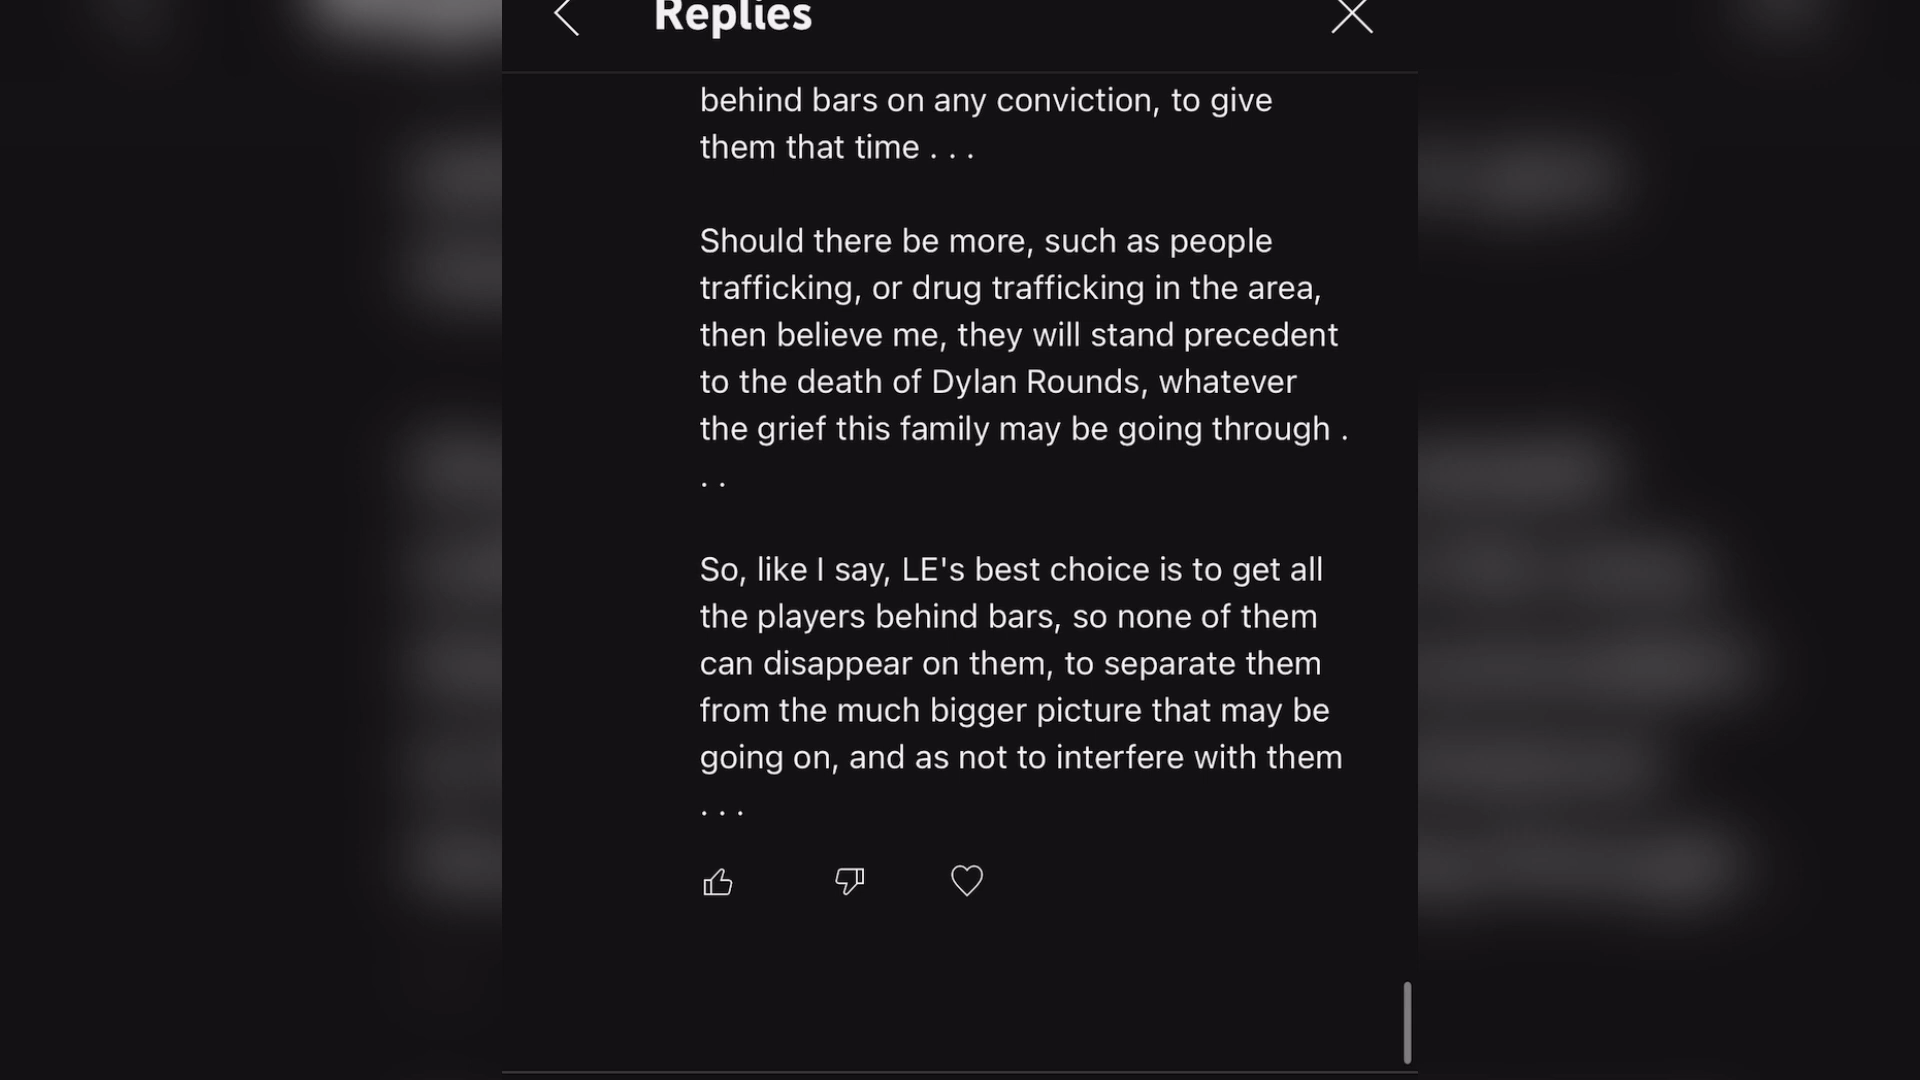 Replies
behind bars on any conviction, to give
them that time . . .
Should there be more, such as people
trafficking, or drug trafficking in the area,
then believe me, they will stand precedent
to the death of Dylan Rounds, whatever
the grief this family may be going through .
. .
So, like I say, LE's best choice is to get all
the players behind bars, so none of them
can disappear on them, to separate them
from the much bigger picture that may be
going on, and as not to interfere with them
. . .